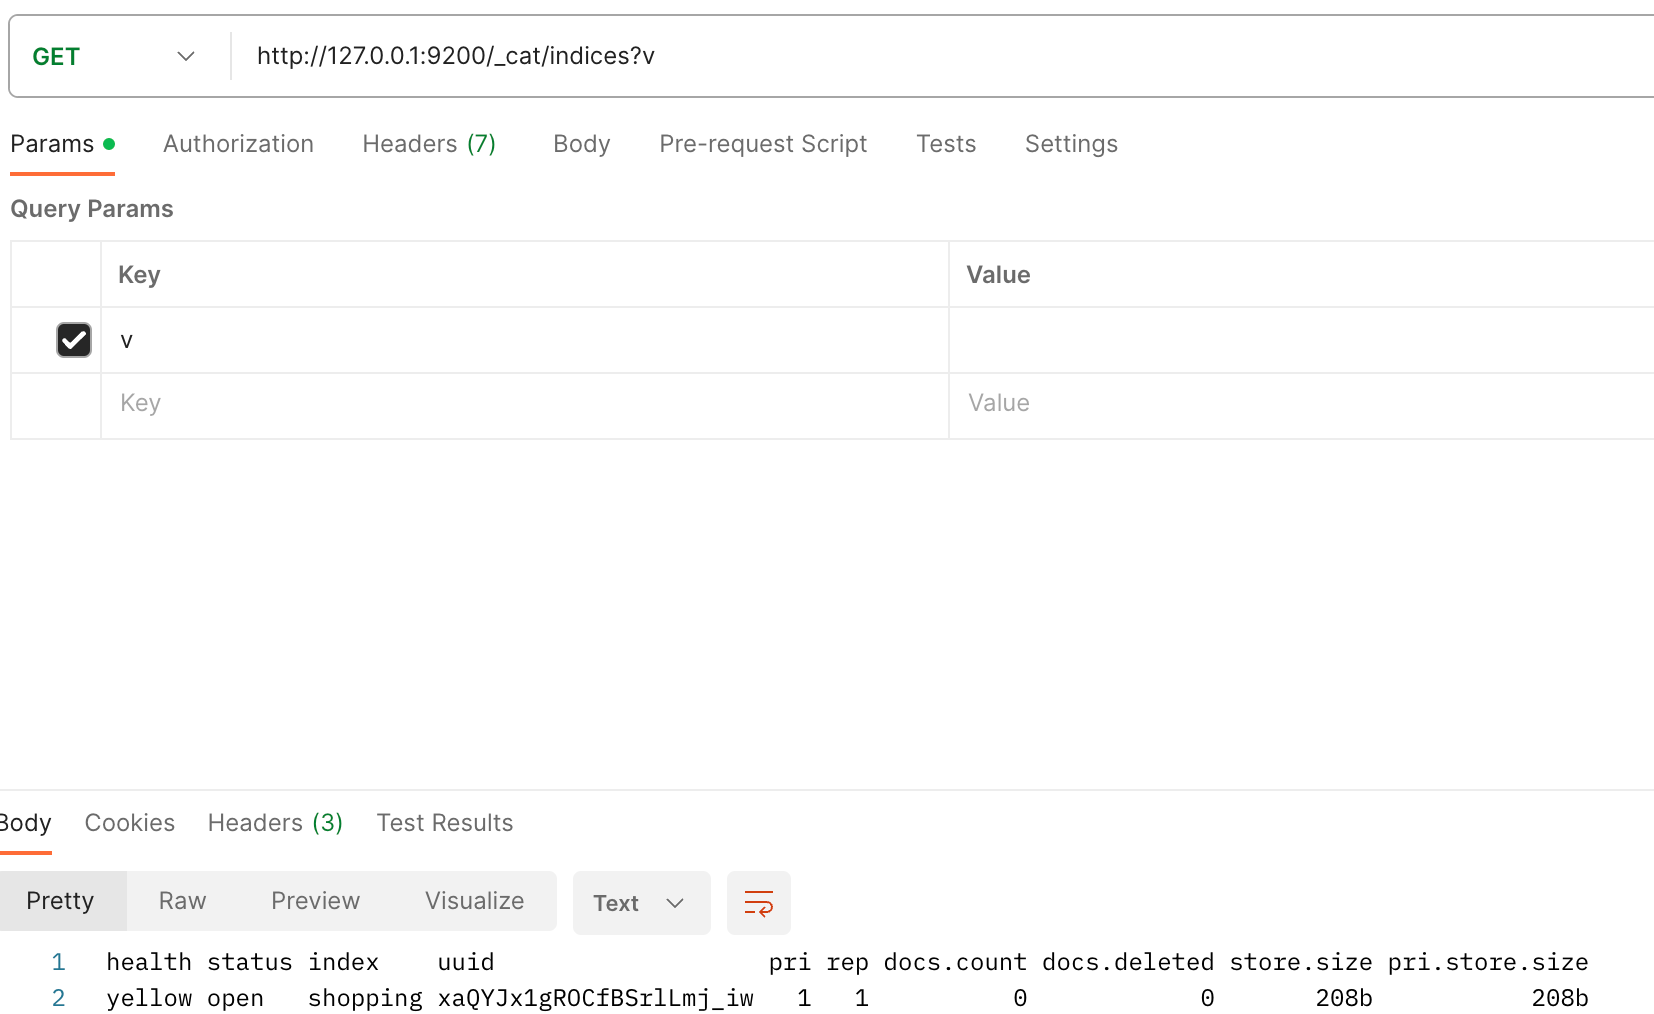 GET http://127.0.0.1:9200/_cat/indices?v
Params Authorization Headers (7) Body Pre-request Script Tests Settings
Query Params
Key Value
v
Key Value
Body Cookies Headers (3) Test Results
Pretty Raw Preview Visualize Text
1 health status index uuid pri rep docs.count docs.deleted store.size pri.store.size
2 yellow open shopping xaQYJx1gROCfBSrlLmj_iw 1 1 0 0 208b 208b